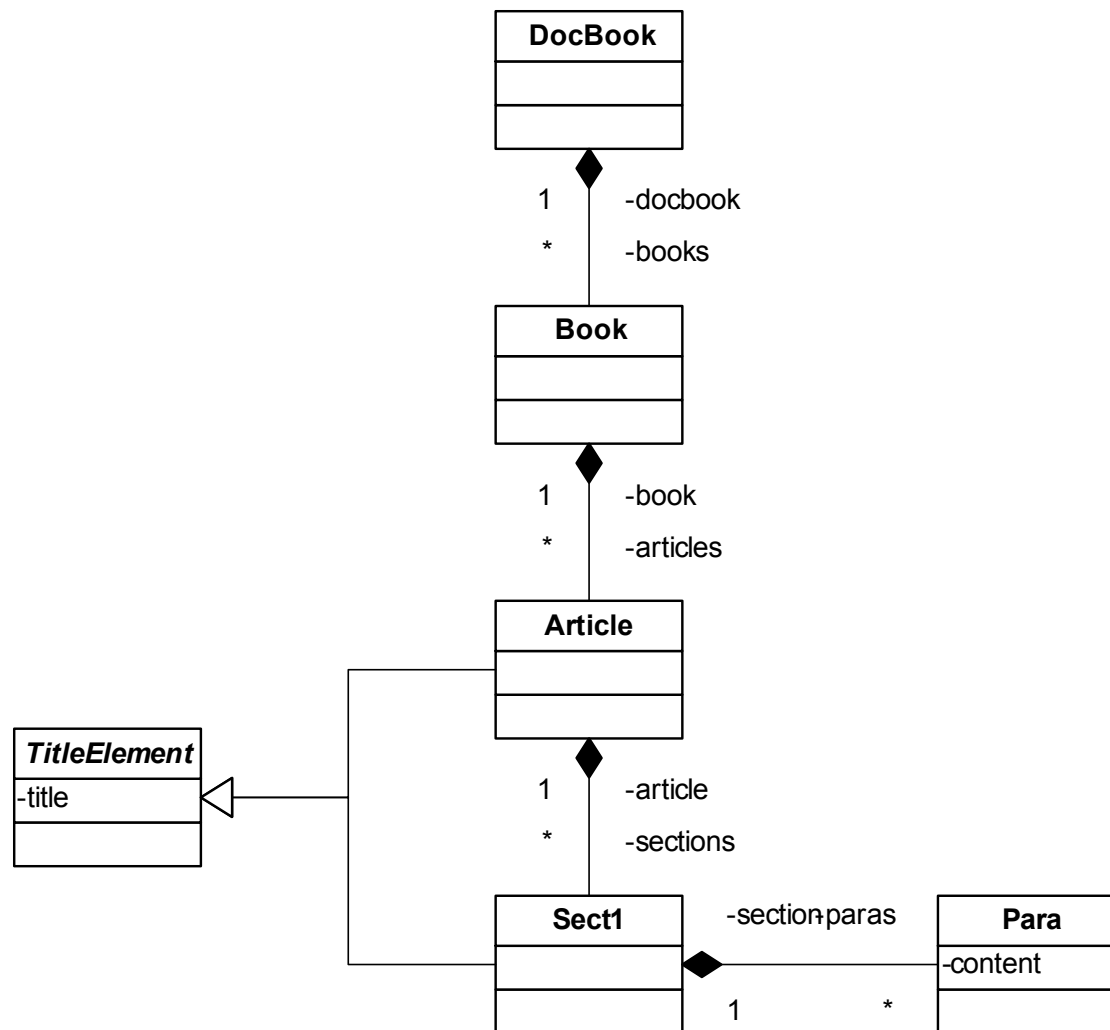 DocBook
1 -docbook
* -books
Book
1 -book
* -articles
Article
TitleElement
-title
1 -article
* -sections
Sect1
-section -paras
Para
-content
1 *